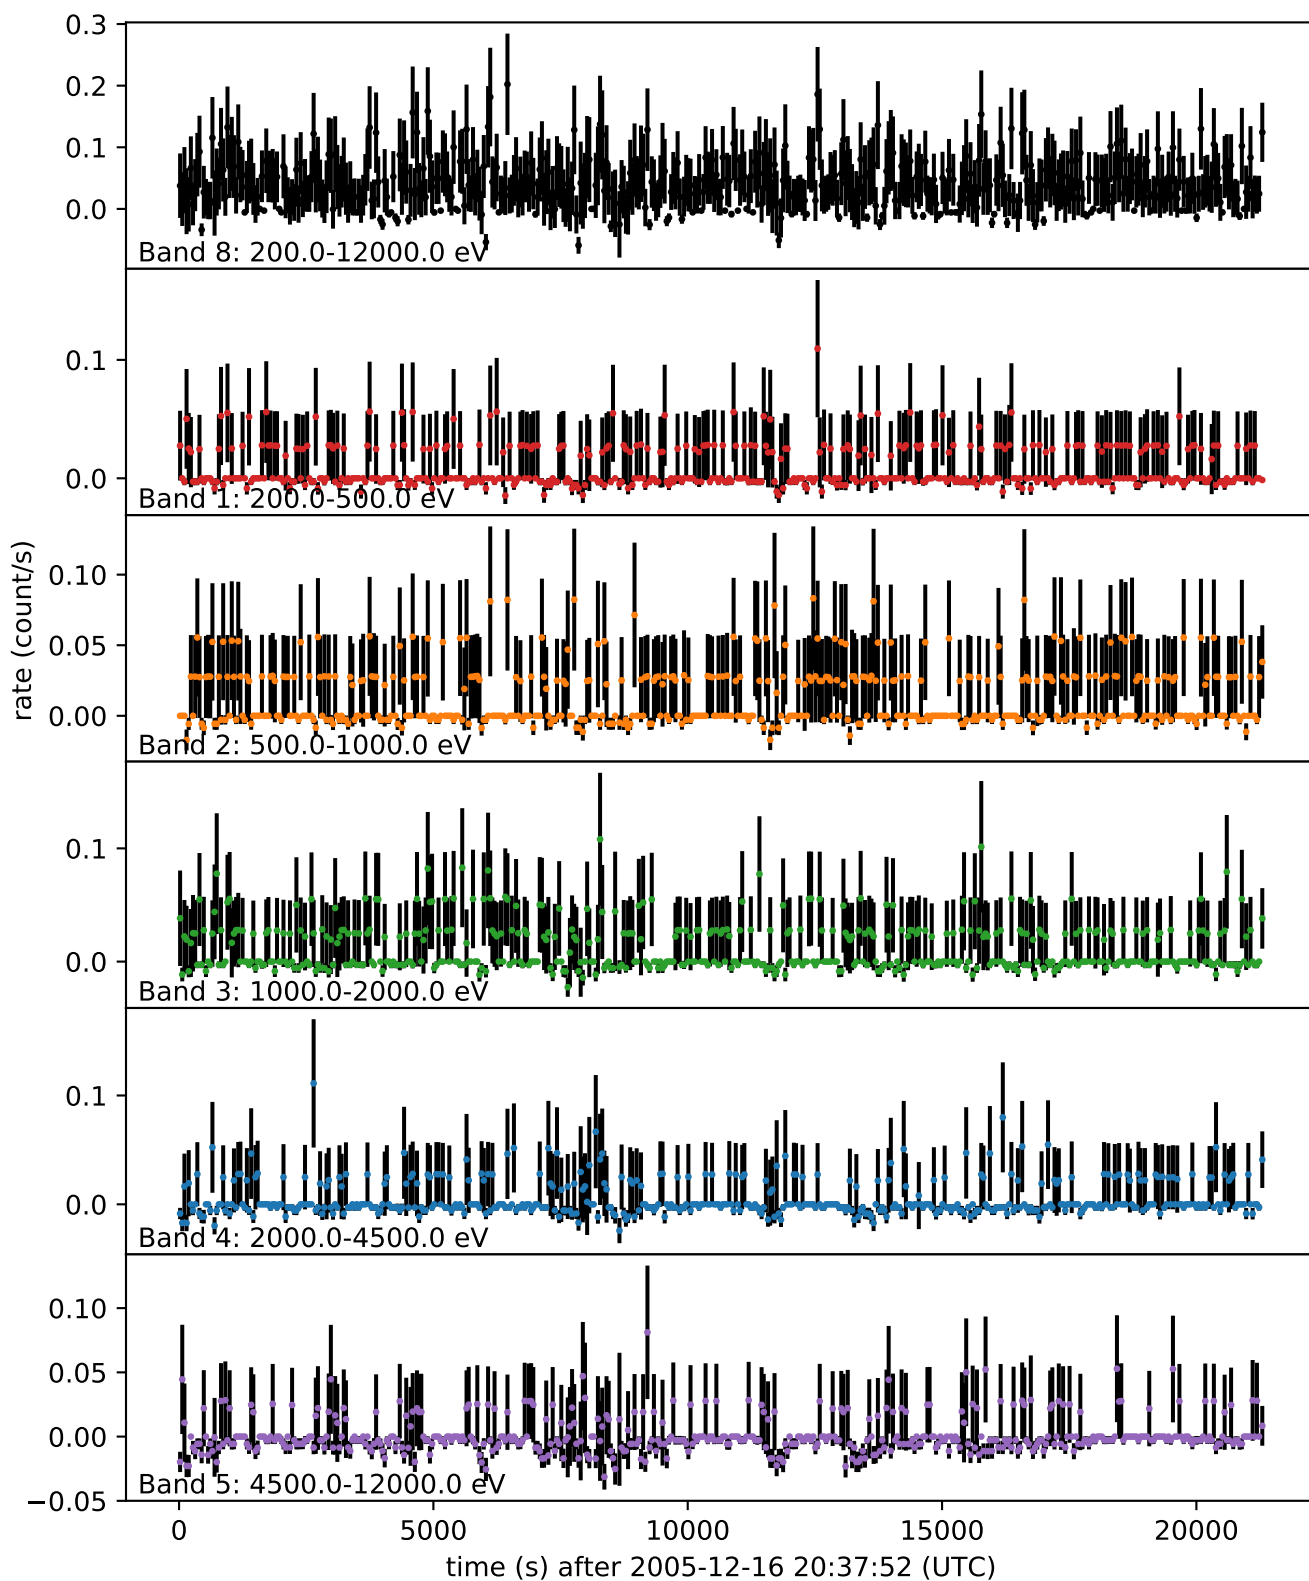 0.3
0.2
0.1
0.0
Band 8: 200.0-12000.0 eV
0.1
0.0
Band 1: 200.0-500.0 eV
rate (count/s)
0.10
0.05
0.00
Band 2: 500.0-1000.0 eV
0.1
0.0
Band 3: 1000.0-2000.0 eV
0.1
0.0
Band 4: 2000.0-4500.0 eV
0.10
0.05
0.00
−0.05
Band 5: 4500.0-12000.0 eV
0 5000 10000 15000 20000
time (s) after 2005-12-16 20:37:52 (UTC)